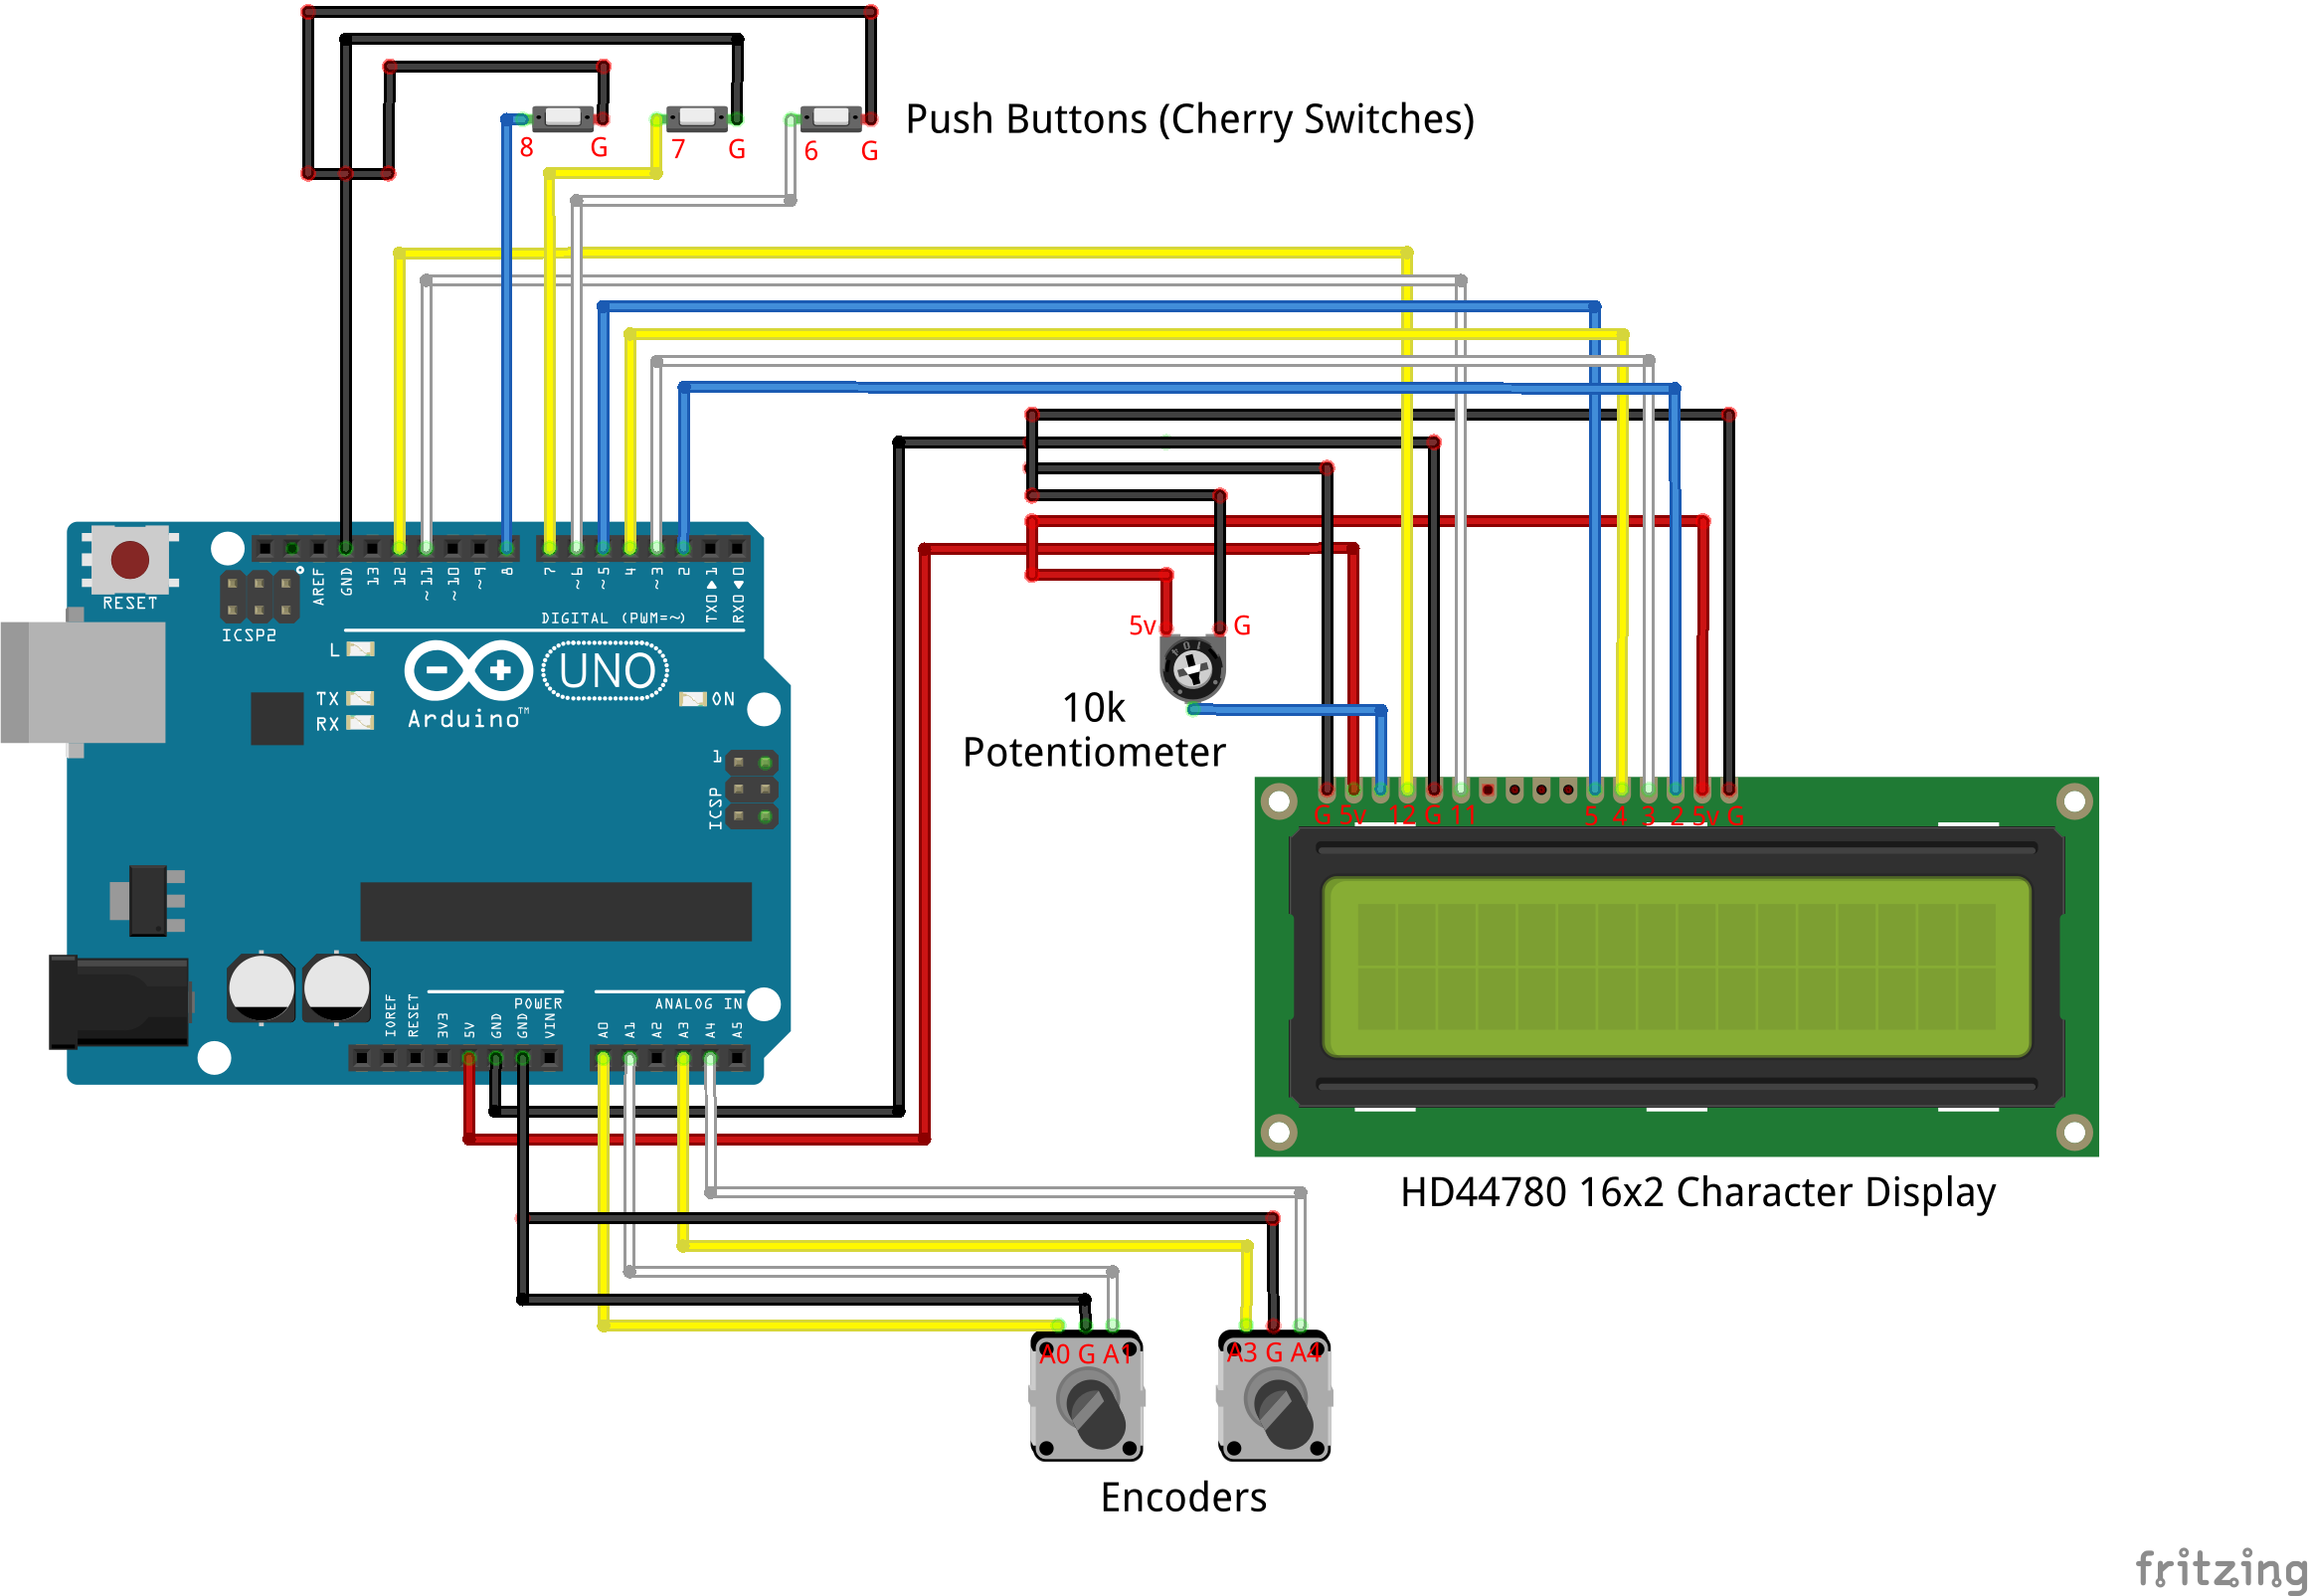 Push Buttons (Cherry Switches)
8 G 7 G 6 G
RESET
ICSP2
AREF
GND
13
12
~11
~10
~9
8
7
~6
~5
4
~3
2
TX0▶1
RX0◀0
DIGITAL (PWM=~)
L
TX
RX
UNO
ON
Arduino™
1
ICSP
5v G
104
10k
Potentiometer
G 5v 12 G 11 5 4 3 2 5v G
HD44780 16x2 Character Display
POWER
ANALOG IN
IOREF
RESET
3V3
5V
GND
GND
VIN
A0
A1
A2
A3
A4
A5
A0 G A1
A3 G A4
Encoders
fritzing